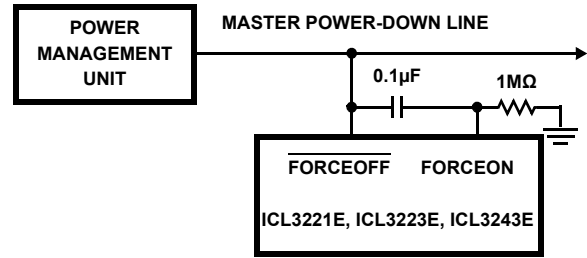 POWER
MANAGEMENT
UNIT
MASTER POWER-DOWN LINE
0.1µF
1MΩ
FORCEOFF FORCEON
ICL3221E, ICL3223E, ICL3243E